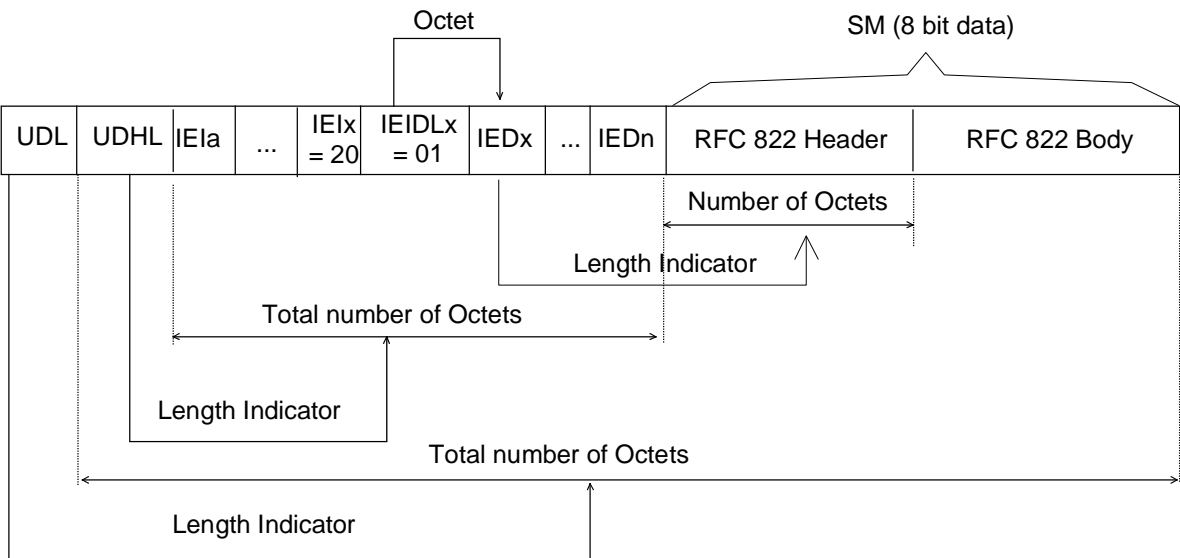 Octet
SM (8 bit data)
UDL UDHL IEIa ... IEIx = 20 IEIDLx = 01 IEDx ... IEDn RFC 822 Header RFC 822 Body
Number of Octets
Length Indicator
Total number of Octets
Length Indicator
Total number of Octets
Length Indicator